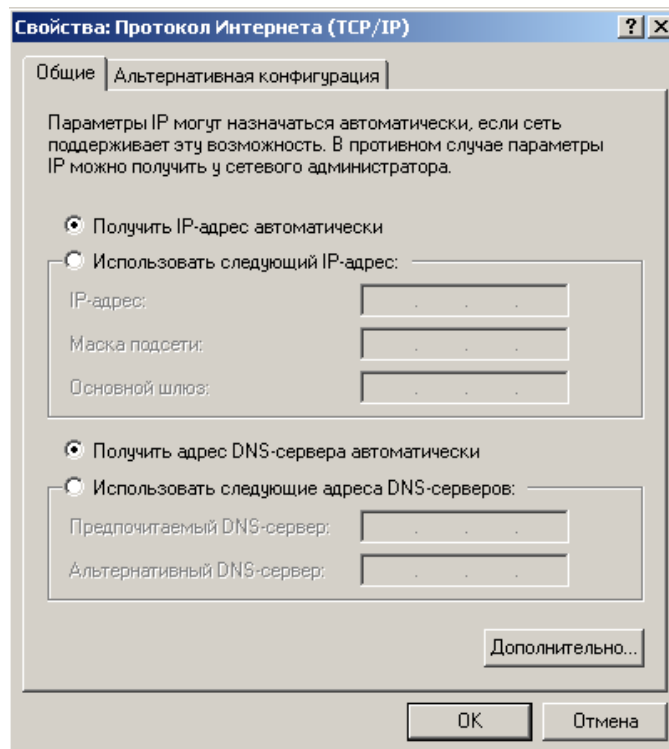 Свойства: Протокол Интернета (TCP/IP)
Общие
Альтернативная конфигурация
Параметры IP могут назначаться автоматически, если сеть
поддерживает эту возможность. В противном случае параметры
IP можно получить у сетевого администратора.
Получить IP-адрес автоматически
Использовать следующий IP-адрес:
IP-адрес:
Маска подсети:
Основной шлюз:
Получить адрес DNS-сервера автоматически
Использовать следующие адреса DNS-серверов:
Предпочитаемый DNS-сервер:
Альтернативный DNS-сервер:
Дополнительно...
OK
Отмена